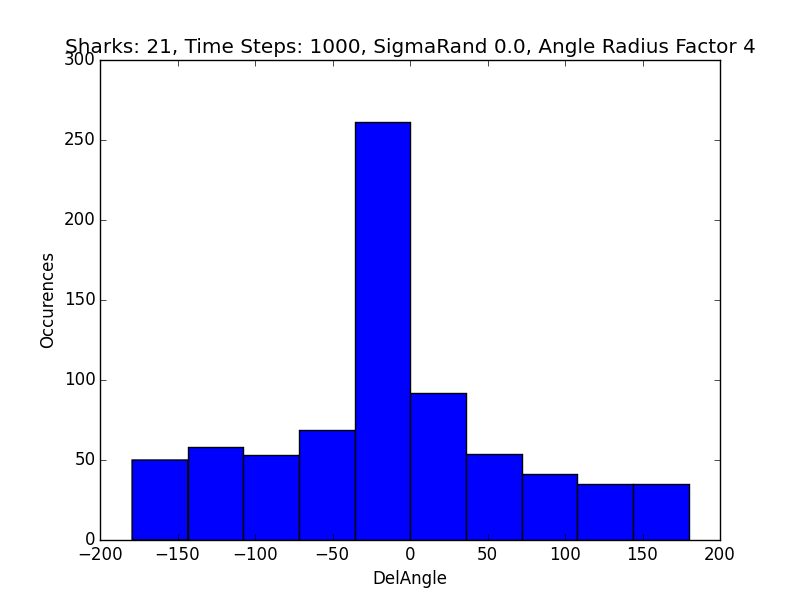 Sharks: 21, Time Steps: 1000, SigmaRand 0.0, Angle Radius Factor 4
300
250
200
150
100
50
0
Occurences
−200 −150 −100 −50 0 50 100 150 200
DelAngle